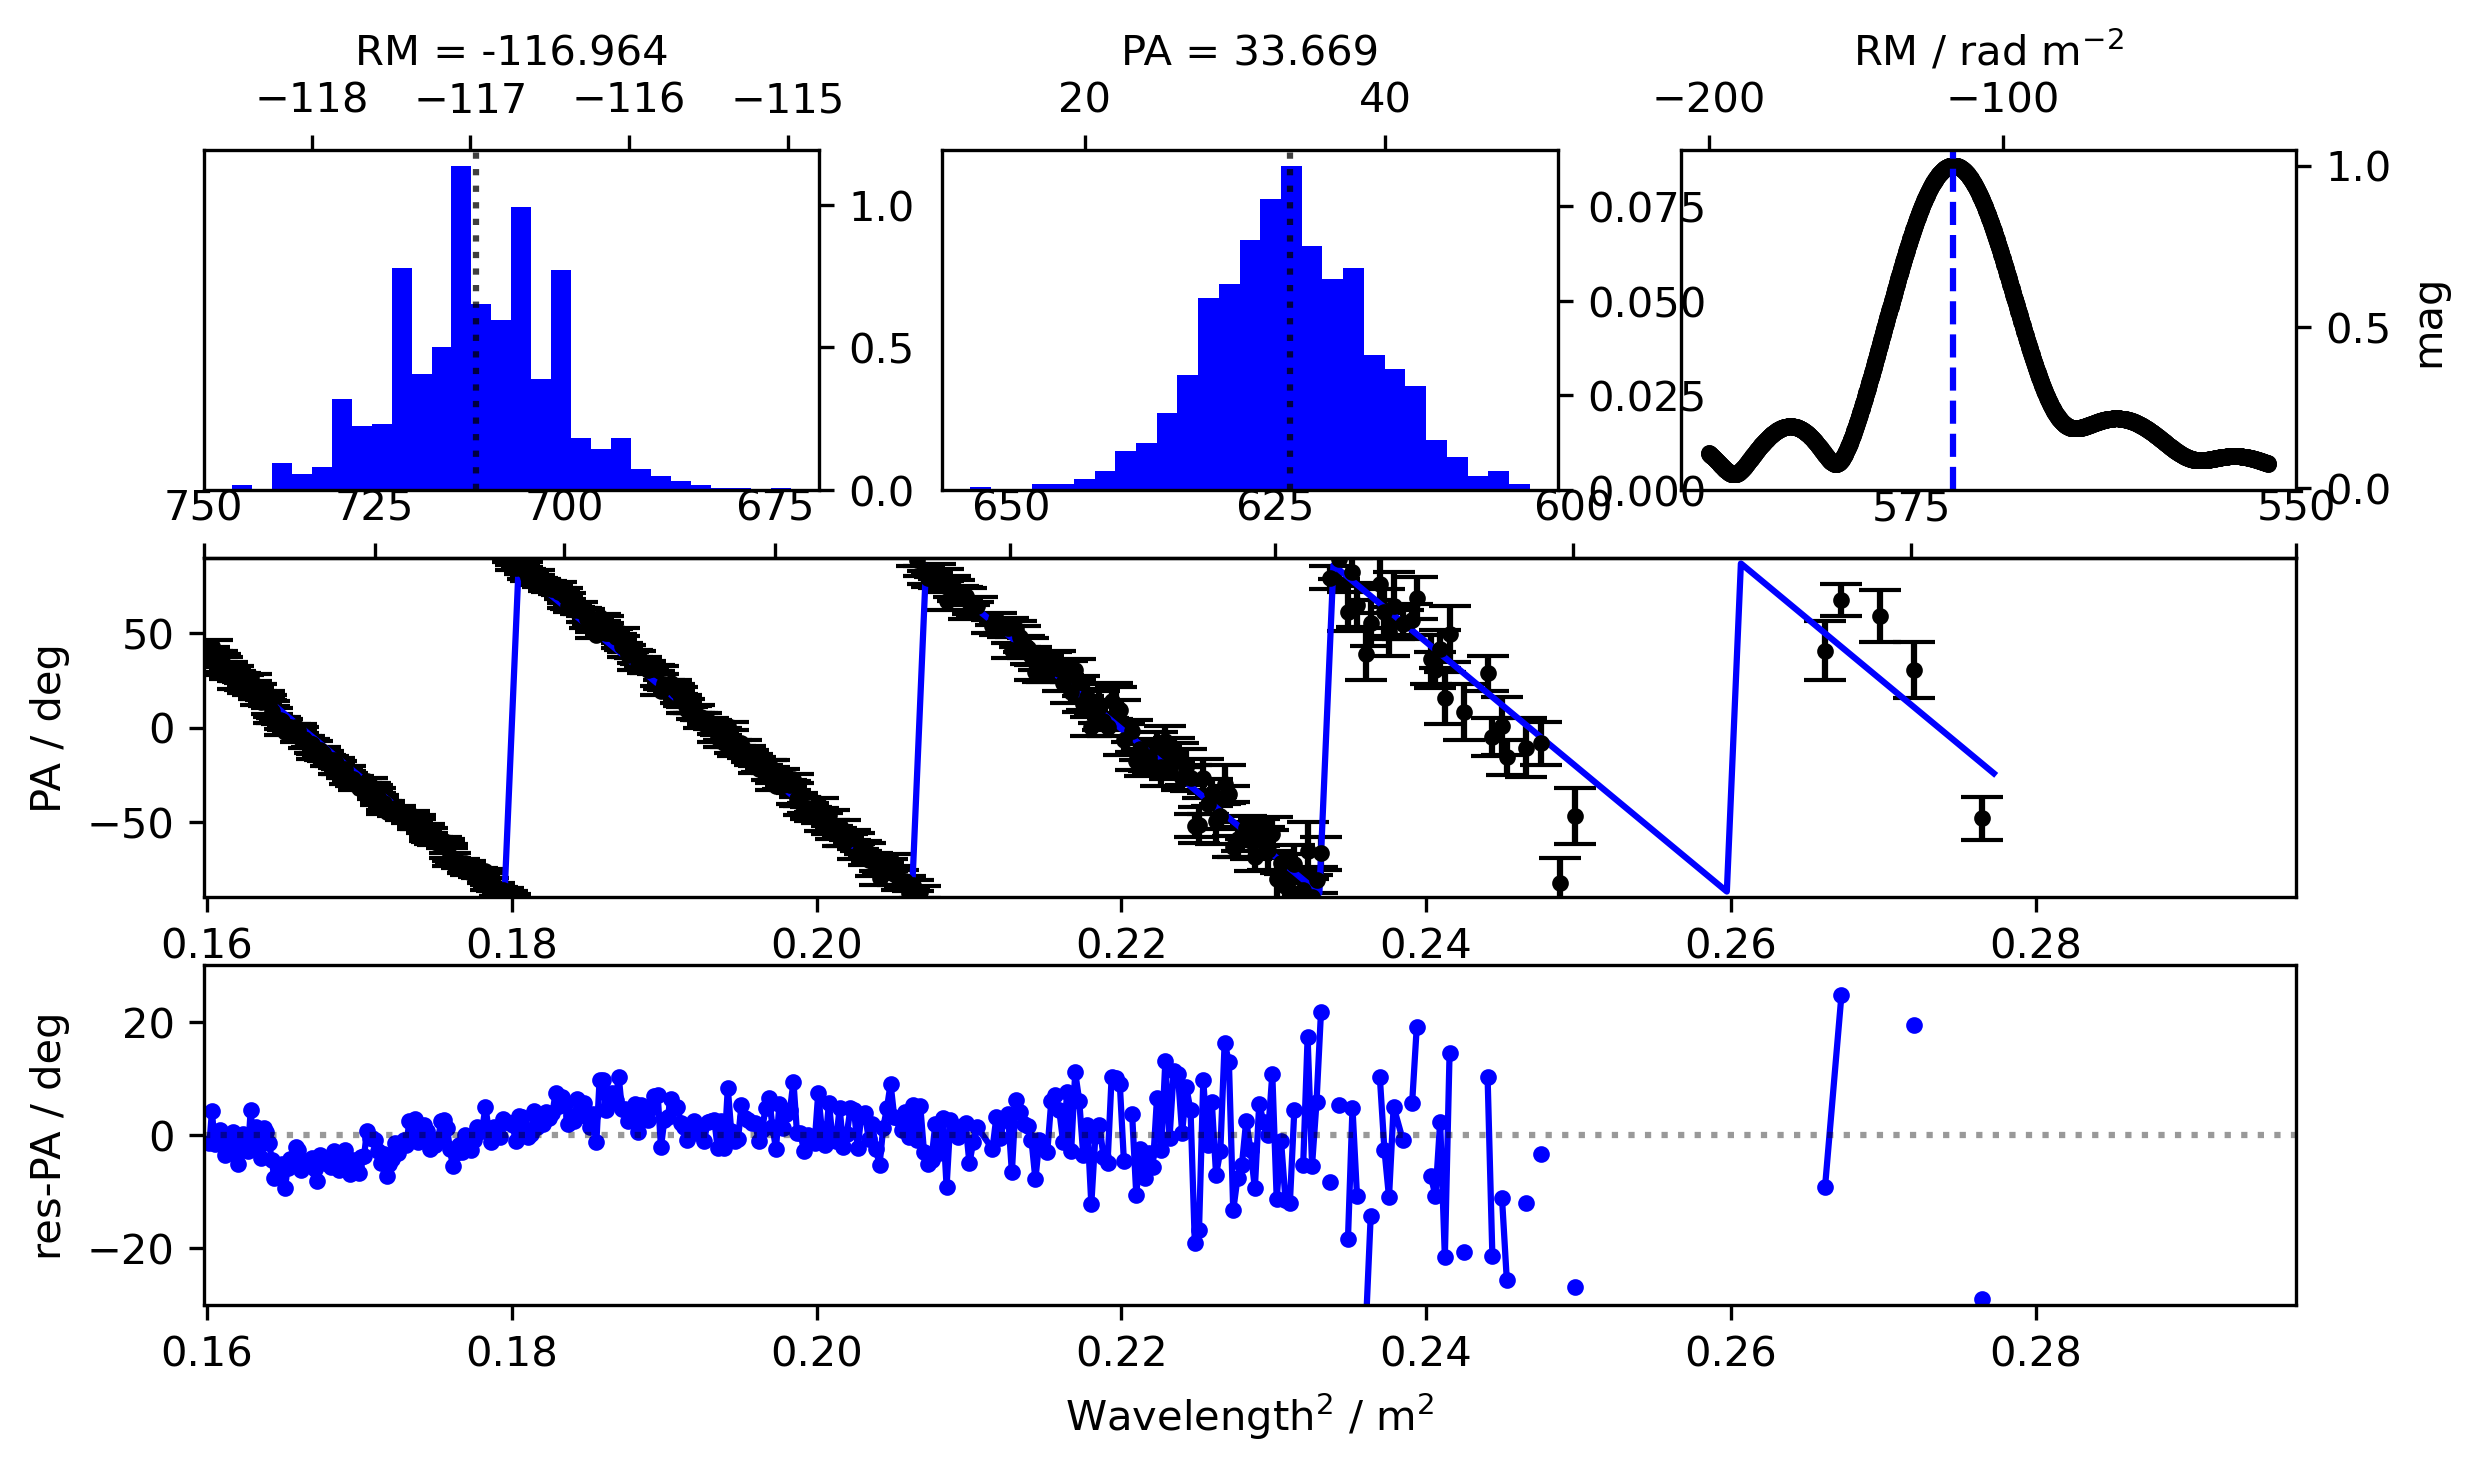 RM = -116.964
PA = 33.669
RM / rad m⁻²
−118 −117 −116 −115
20 40
−200 −100
1.0
0.5
0.0
0.075
0.050
0.025
0.000
1.0
0.5
0.0
mag
750 725 700 675 650 625 600 575 550
PA / deg
50
0
−50
0.16 0.18 0.20 0.22 0.24 0.26 0.28
res-PA / deg
20
0
−20
0.16 0.18 0.20 0.22 0.24 0.26 0.28
Wavelength² / m²